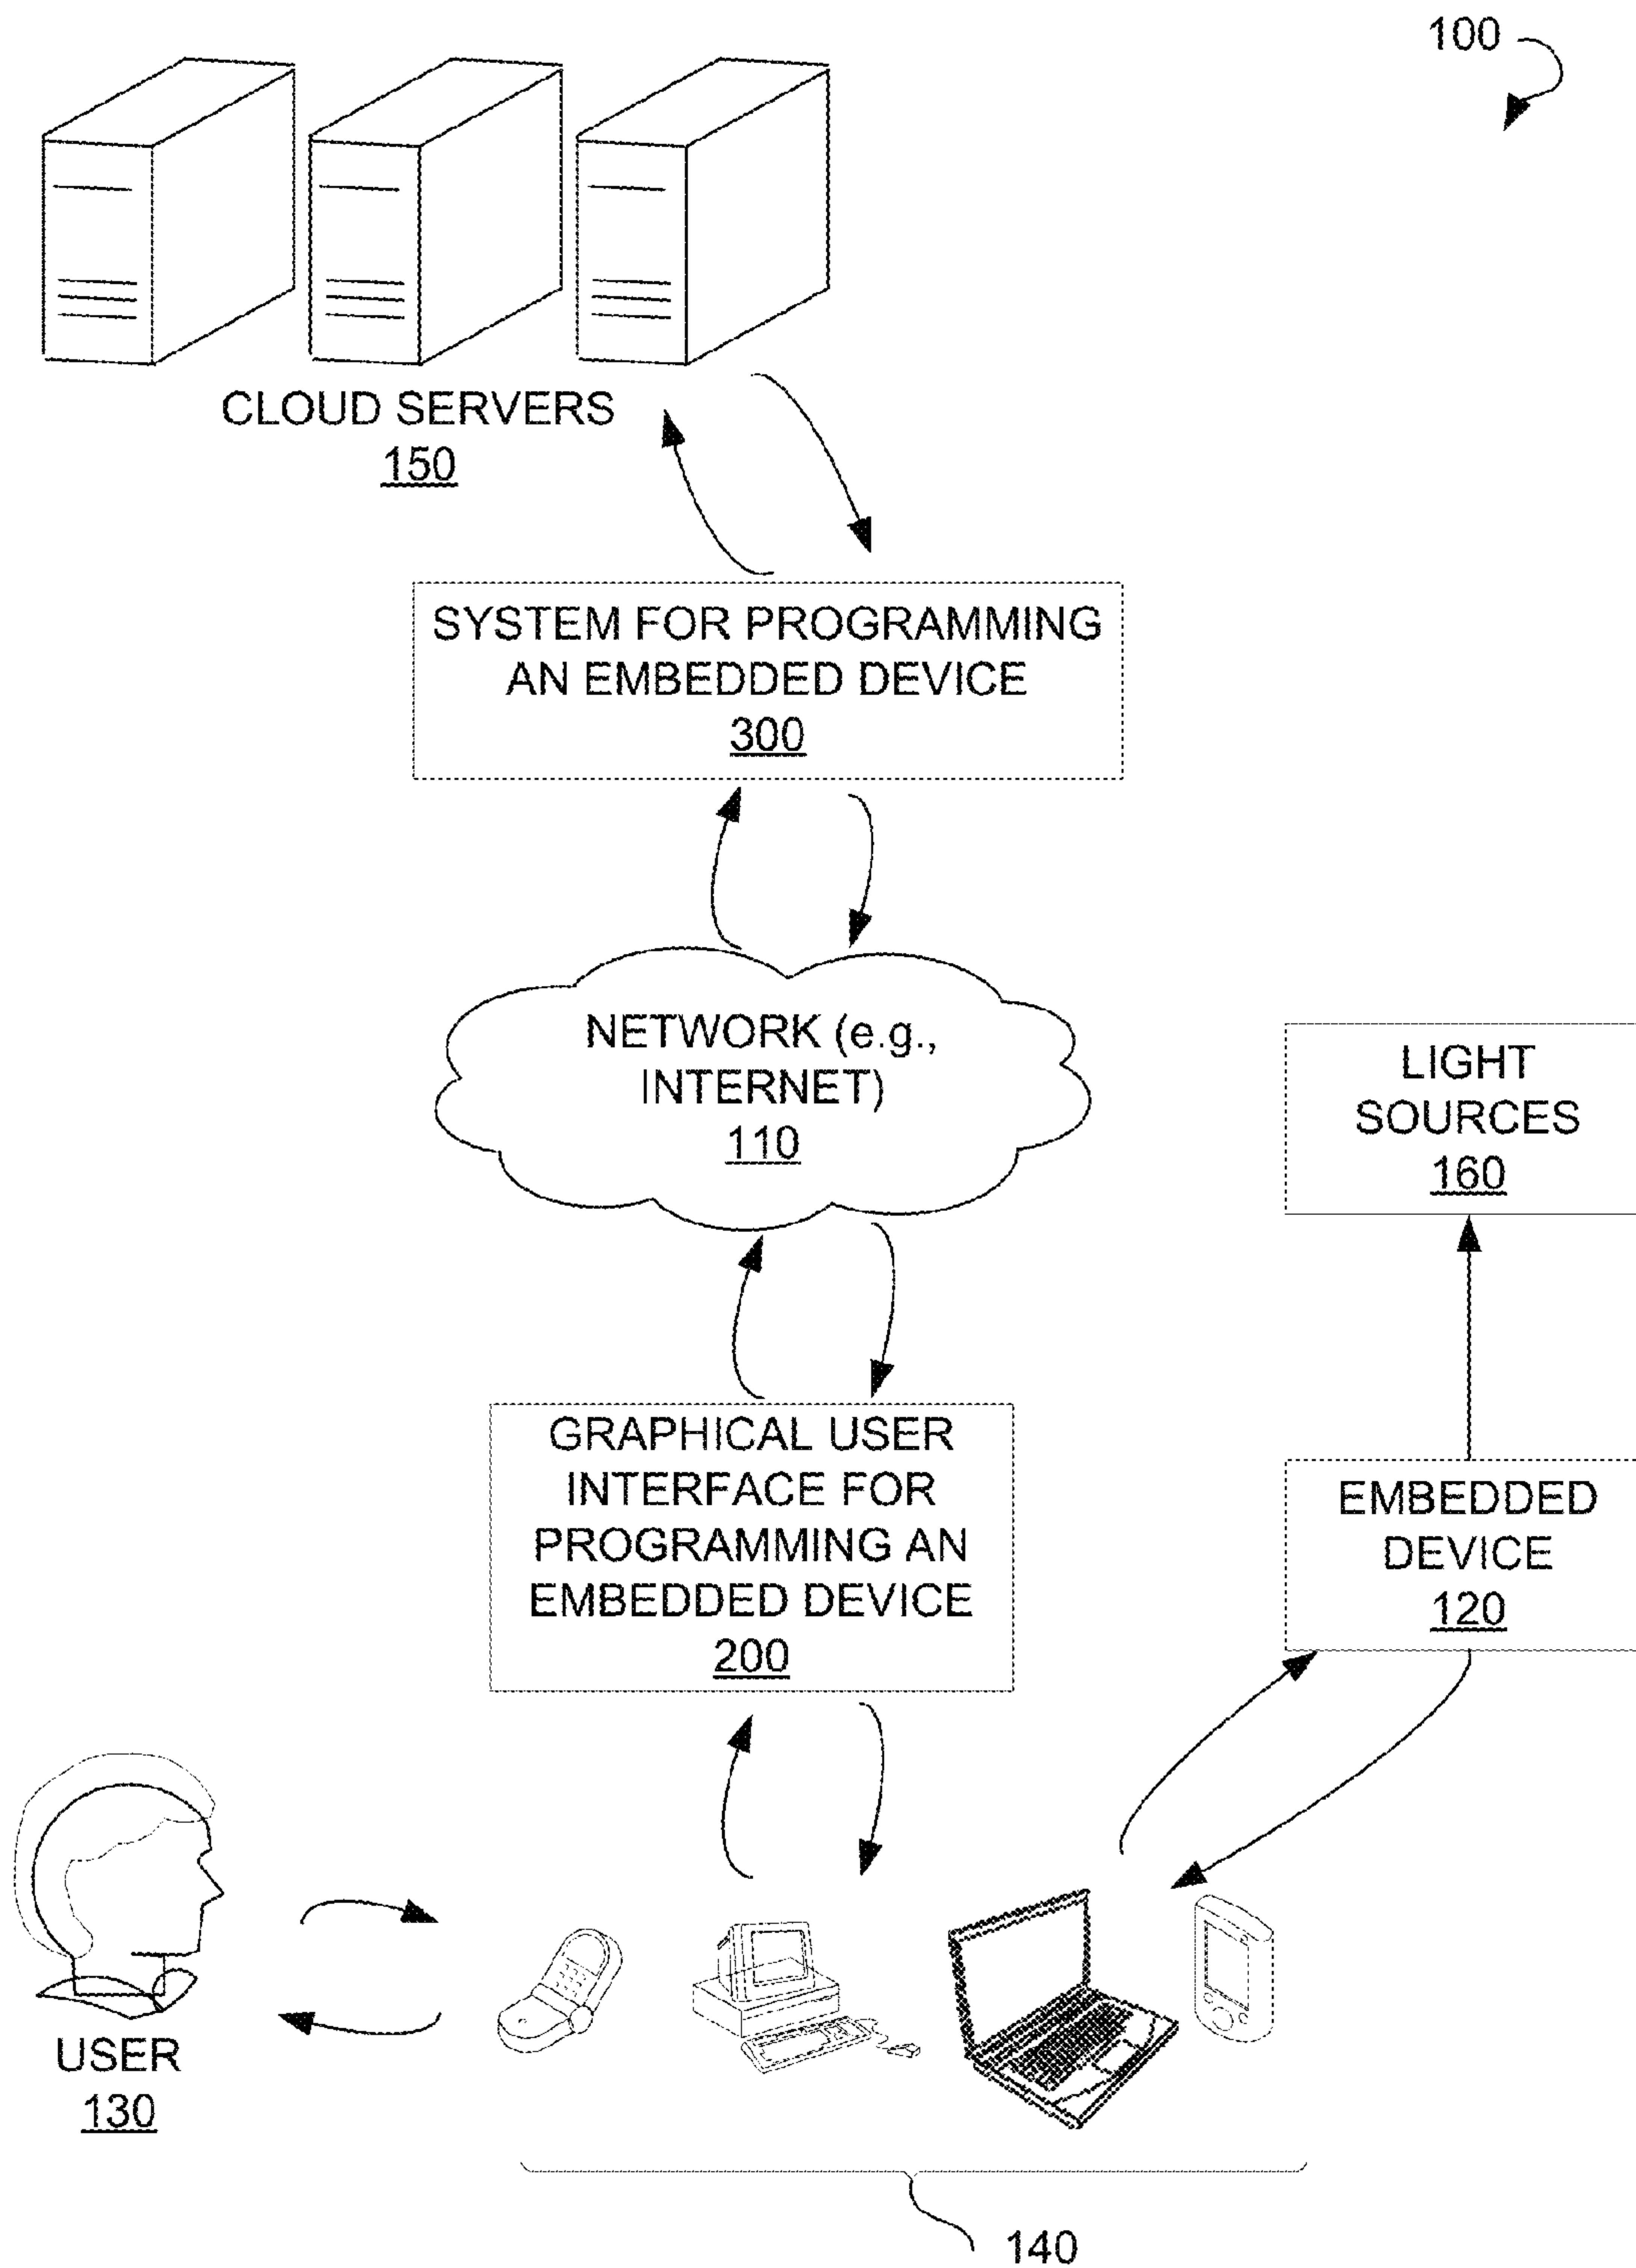 100
CLOUD SERVERS
150
SYSTEM FOR PROGRAMMING
AN EMBEDDED DEVICE
300
NETWORK (e.g.,
INTERNET)
110
LIGHT
SOURCES
160
GRAPHICAL USER
INTERFACE FOR
PROGRAMMING AN
EMBEDDED DEVICE
200
EMBEDDED
DEVICE
120
USER
130
140